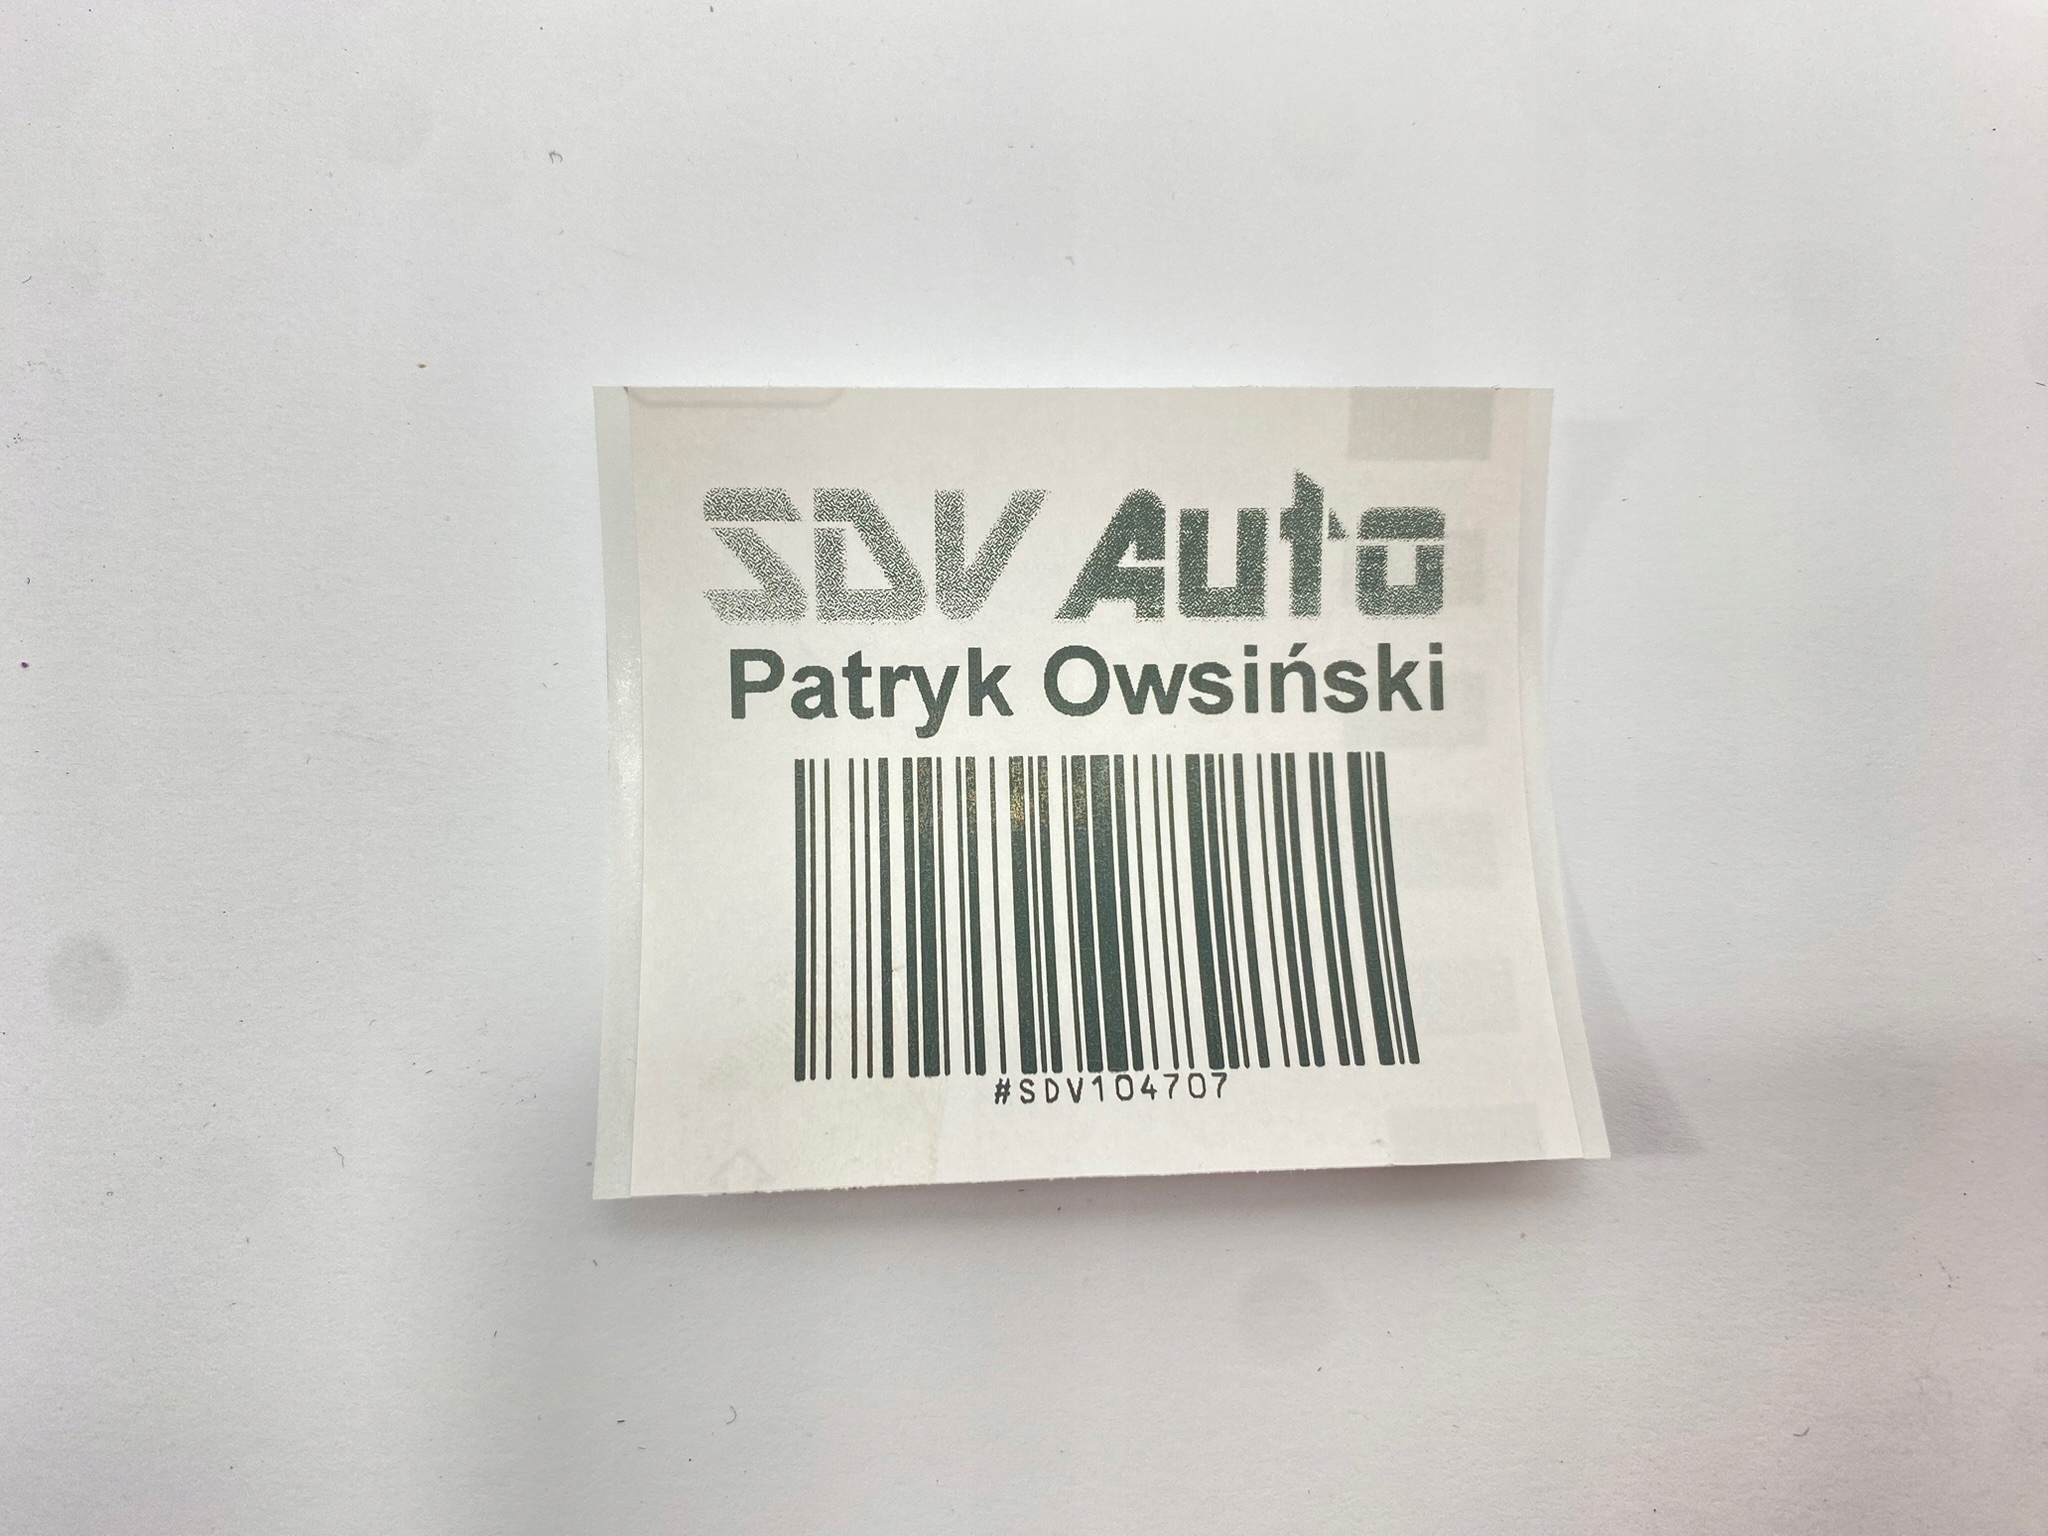 SDV Auto
Patryk Owsiński
#SDV104707